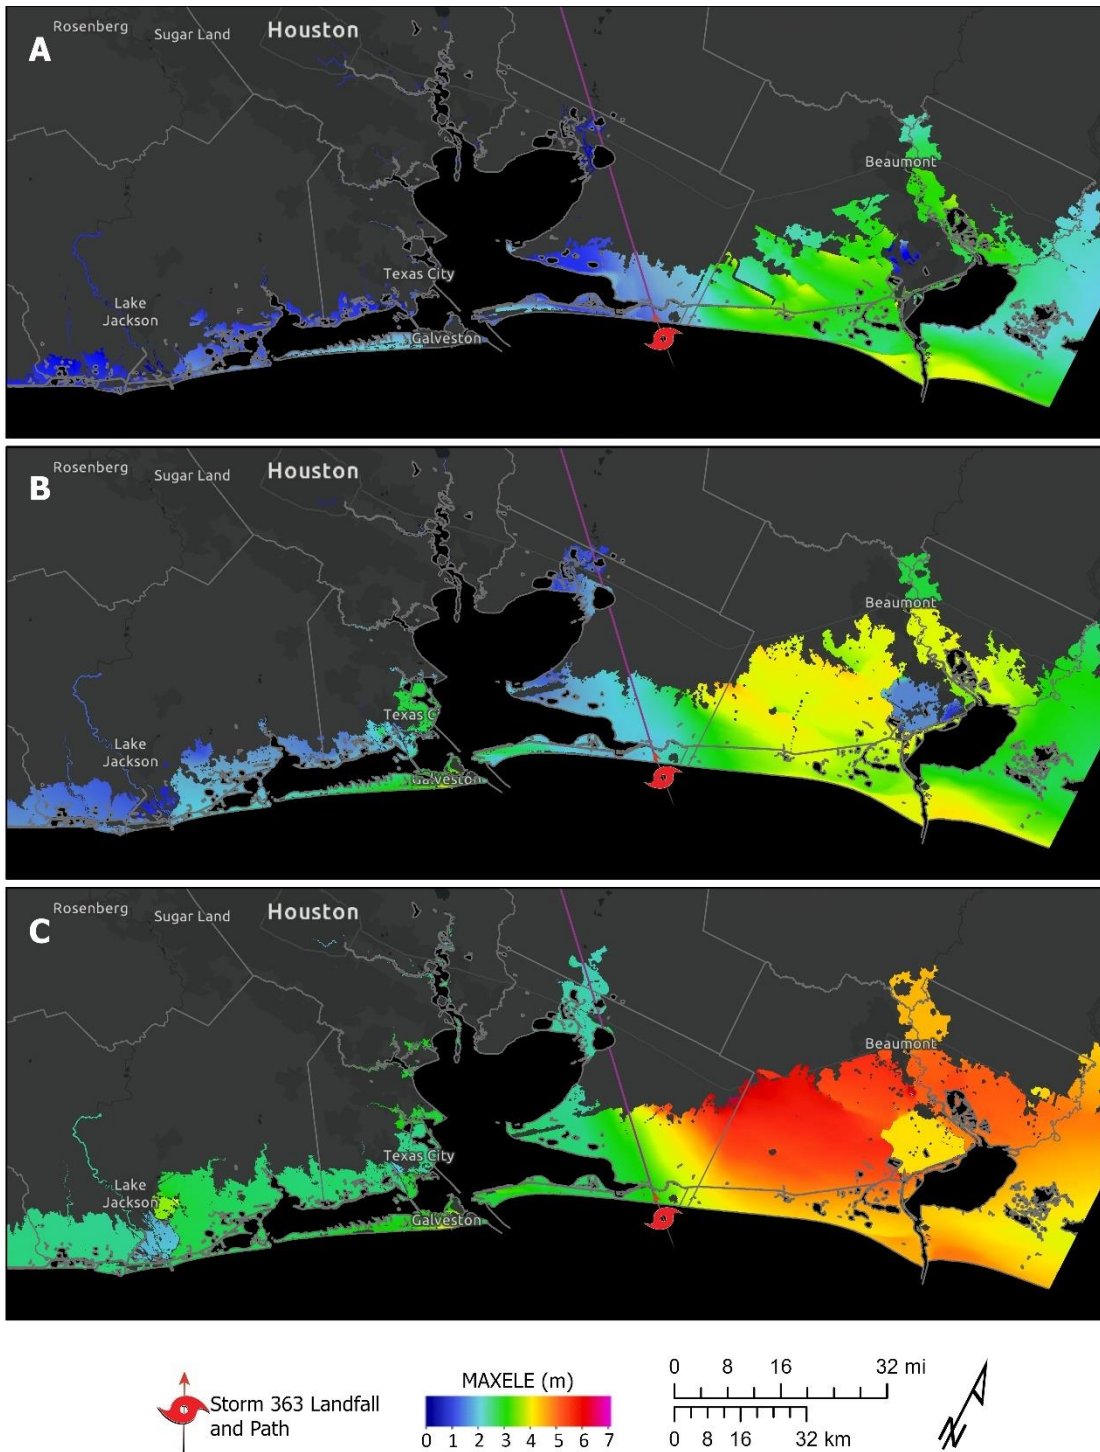 A
Rosenberg
Sugar Land
Houston
Beaumont
Texas City
Lake
Jackson
Galveston
B
Rosenberg
Sugar Land
Houston
Beaumont
Texas C
Lake
Jackson
Galveston
C
Rosenberg
Sugar Land
Houston
Beaumont
Texas City
Lake
Jackson
Galveston
Storm 363 Landfall
and Path
MAXELE (m)
0 1 2 3 4 5 6 7
0 8 16 32 mi
0 8 16 32 km
N